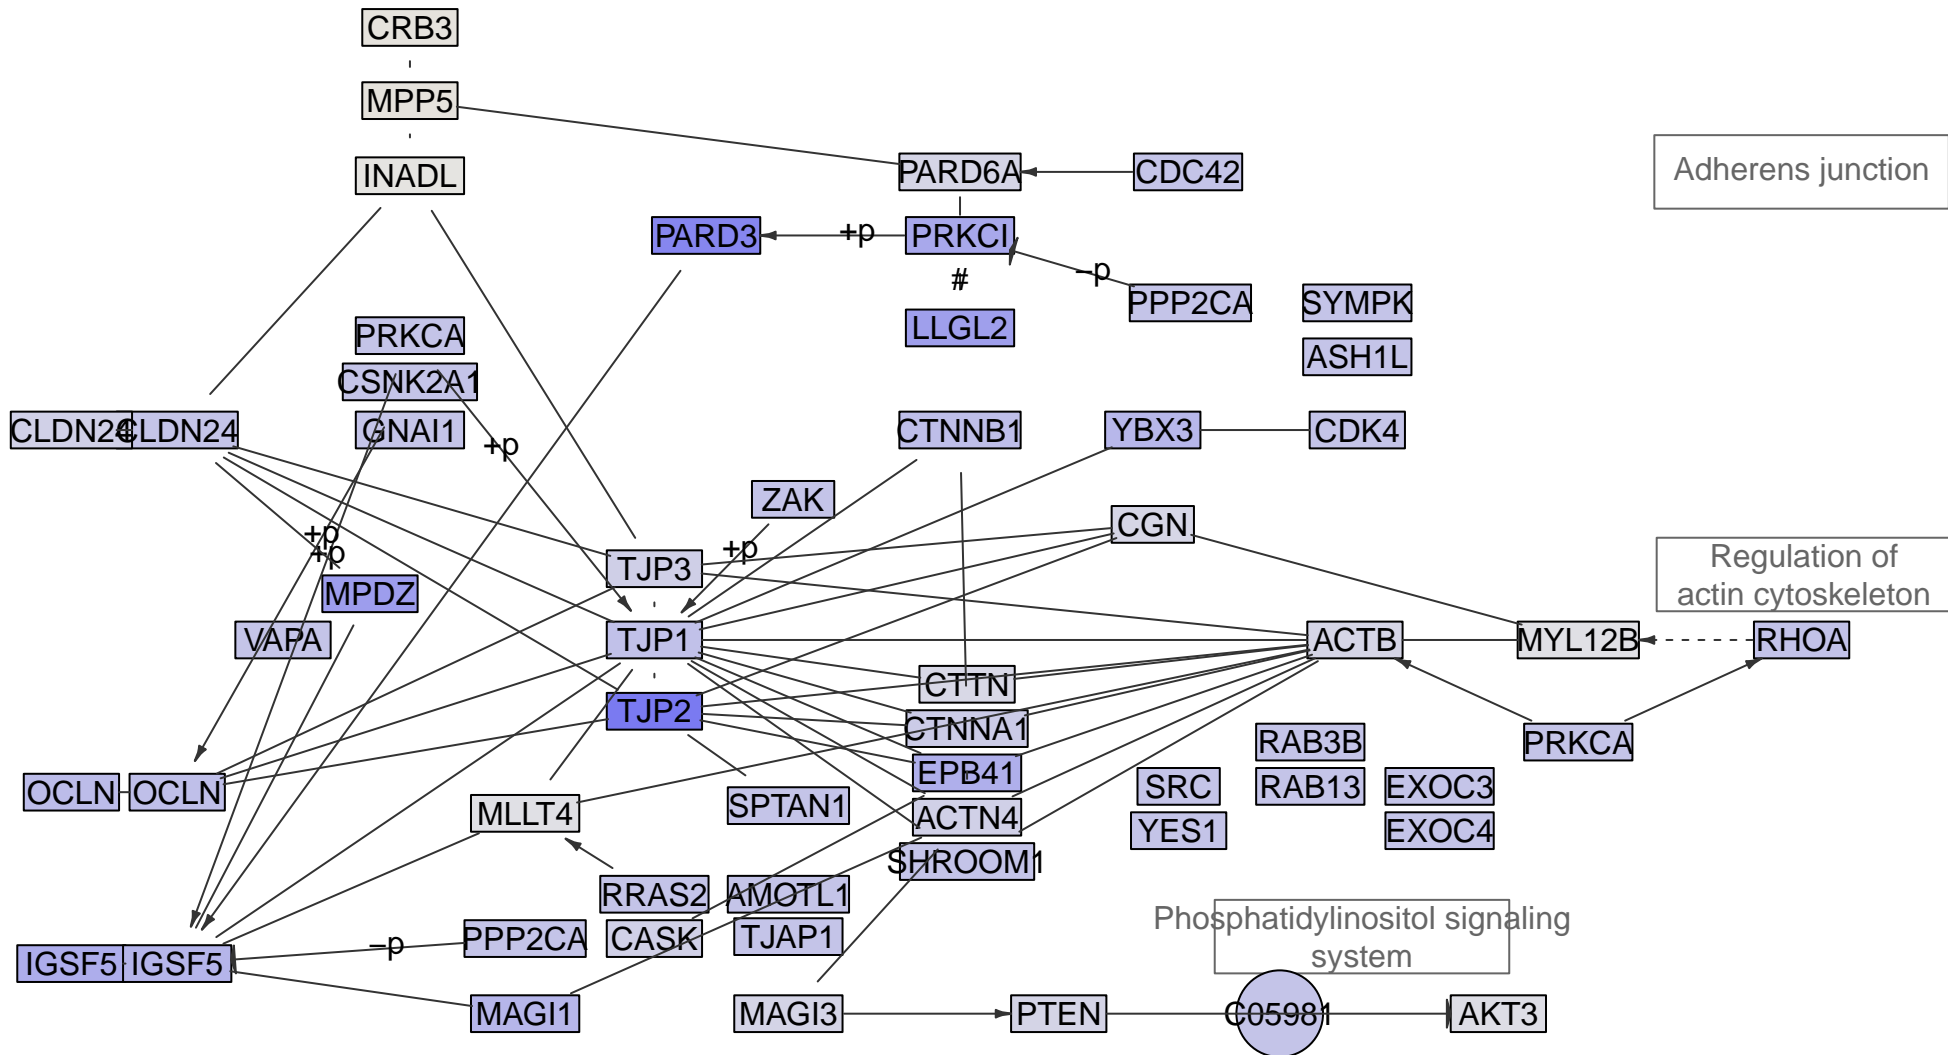 CRB3
MPP5
INADL
PARD6A
CDC42
Adherens junction
PARD3
+p
PRKCI
−p
#
PPP2CA
SYMPK
PRKCA
LLGL2
ASH1L
CSNK2A1
CLDN24
CLDN24
GNAI1
+p
CTNNB1
YBX3
CDK4
ZAK
CGN
+p
+p
+p
TJP3
Regulation of
actin cytoskeleton
MPDZ
VAPA
TJP1
ACTB
MYL12B
RHOA
CTTN
TJP2
CTNNA1
RAB3B
PRKCA
EPB41
OCLN
OCLN
SPTAN1
SRC
RAB13
EXOC3
MLLT4
ACTN4
YES1
EXOC4
SHROOM1
RRAS2
AMOTL1
Phosphatidylinositol signaling
system
−p
PPP2CA
CASK
TJAP1
IGSF5
IGSF5
MAGI1
MAGI3
PTEN
C05981
AKT3